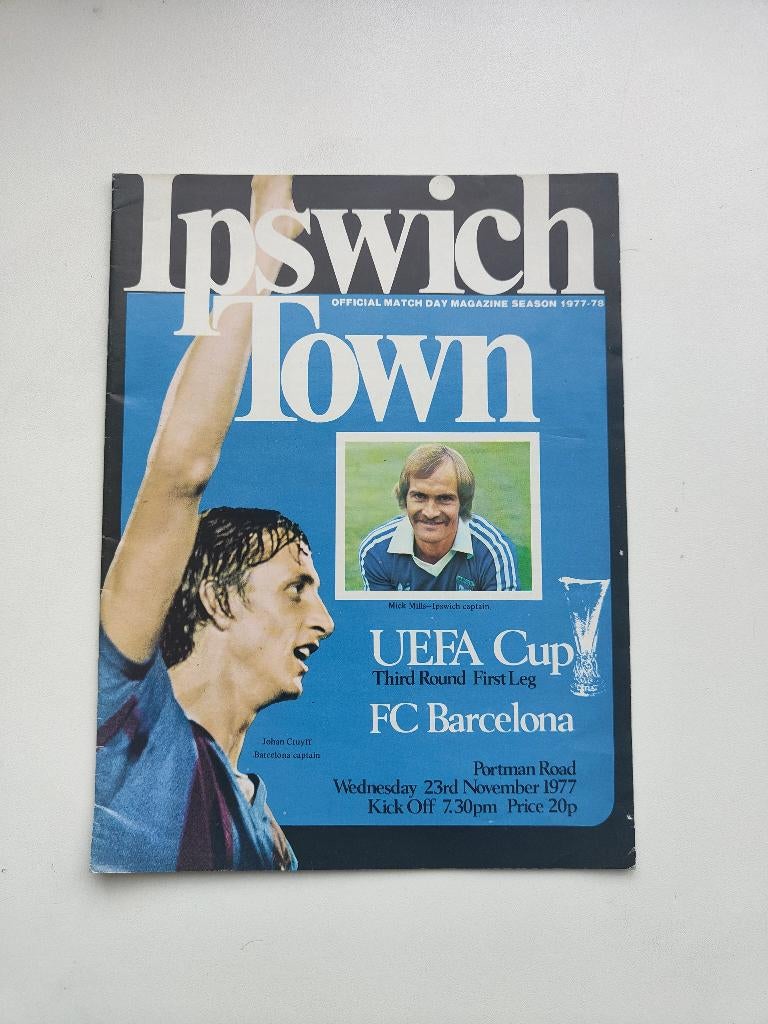 Ipswich
Town
OFFICIAL MATCH DAY MAGAZINE SEASON 1977-78
Mick Mills—Ipswich captain.
UEFA Cup
Third Round First Leg
FC Barcelona
Johan Cruyff
Barcelona captain
Portman Road
Wednesday 23rd November 1977
Kick Off 7.30pm Price 20p